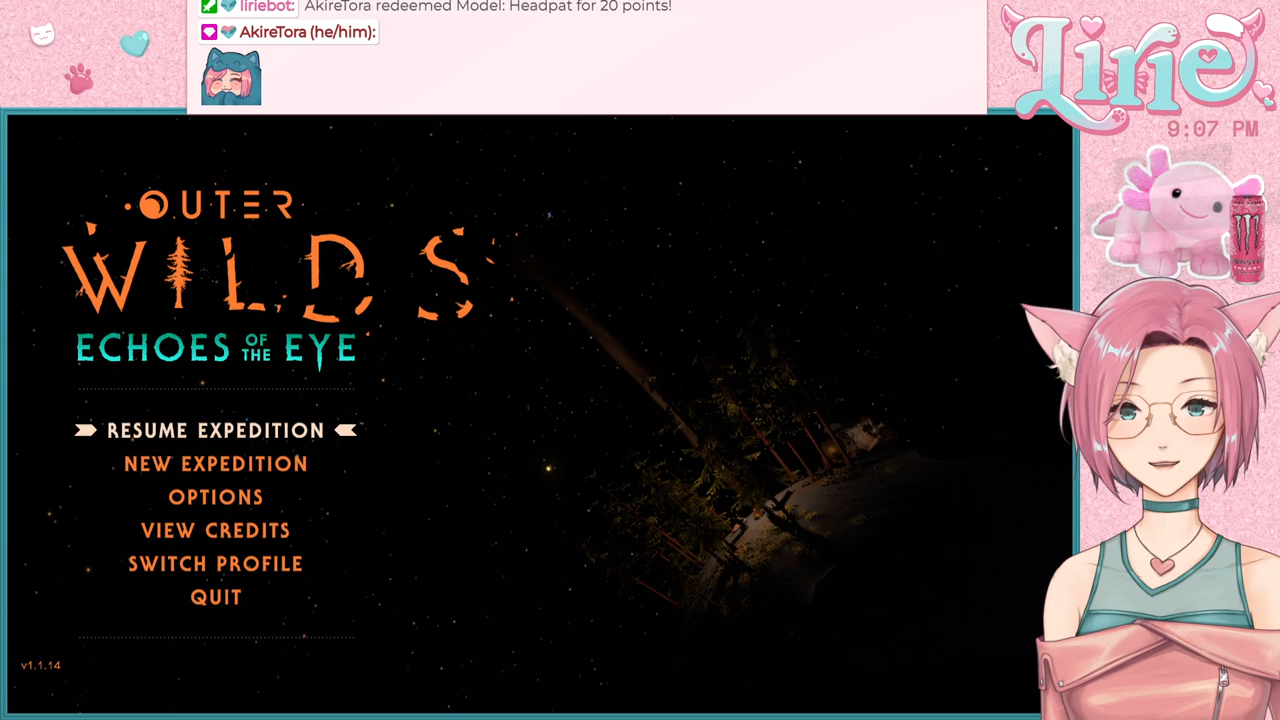 liriebot: AkireTora redeemed Model: Headpat for 20 points!
AkireTora (he/him):
Lirie
9:07 PM
OUTER
WILDS
ECHOES OF THE EYE
RESUME EXPEDITION
NEW EXPEDITION
OPTIONS
VIEW CREDITS
SWITCH PROFILE
QUIT
v1.1.14